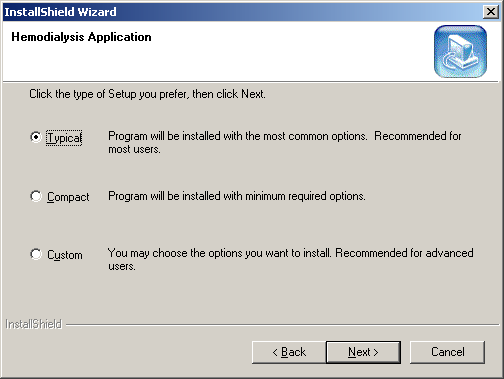 InstallShield Wizard
Hemodialysis Application
Click the type of Setup you prefer, then click Next.
Typical
Program will be installed with the most common options.  Recommended for
most users.
Compact
Program will be installed with minimum required options.
Custom
You may choose the options you want to install. Recommended for advanced
users.
InstallShield
< Back
Next >
Cancel